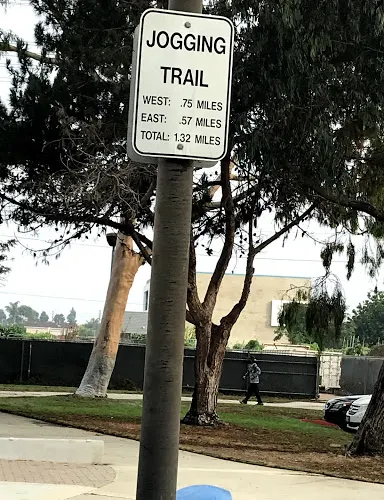 JOGGING
TRAIL
WEST: .75 MILES
EAST: .57 MILES
TOTAL: 1.32 MILES